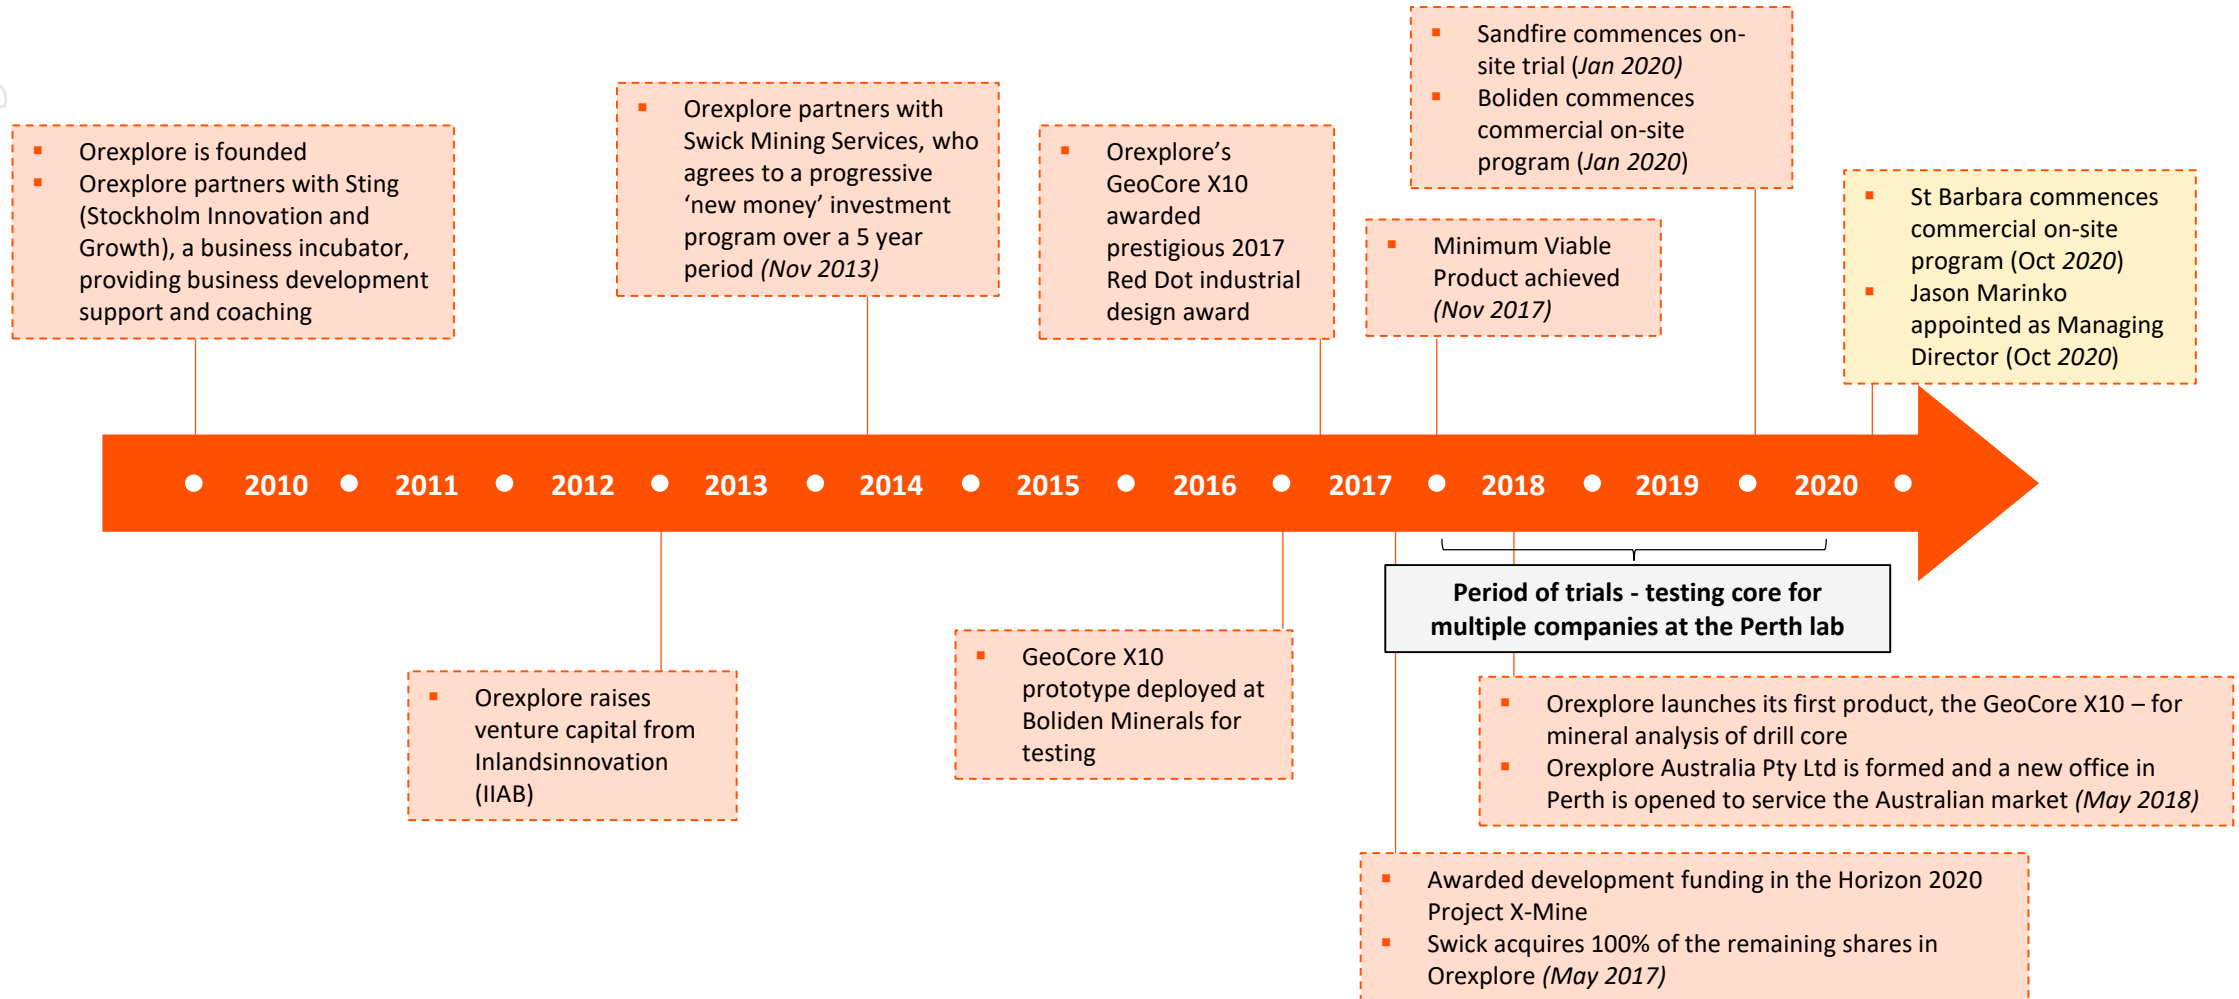 Orexplore is founded
Orexplore partners with Sting
(Stockholm Innovation and
Growth), a business incubator,
providing business development
support and coaching
Orexplore partners with
Swick Mining Services, who
agrees to a progressive
‘new money’ investment
program over a 5 year
period (Nov 2013)
Orexplore’s
GeoCore X10
awarded
prestigious 2017
Red Dot industrial
design award
Sandfire commences on-
site trial (Jan 2020)
Boliden commences
commercial on-site
program (Jan 2020)
Minimum Viable
Product achieved
(Nov 2017)
St Barbara commences
commercial on-site
program (Oct 2020)
Jason Marinko
appointed as Managing
Director (Oct 2020)
2010 2011 2012 2013 2014 2015 2016 2017 2018 2019 2020
Period of trials - testing core for
multiple companies at the Perth lab
Orexplore raises
venture capital from
Inlandsinnovation
(IIAB)
GeoCore X10
prototype deployed at
Boliden Minerals for
testing
Orexplore launches its first product, the GeoCore X10 – for
mineral analysis of drill core
Orexplore Australia Pty Ltd is formed and a new office in
Perth is opened to service the Australian market (May 2018)
Awarded development funding in the Horizon 2020
Project X-Mine
Swick acquires 100% of the remaining shares in
Orexplore (May 2017)